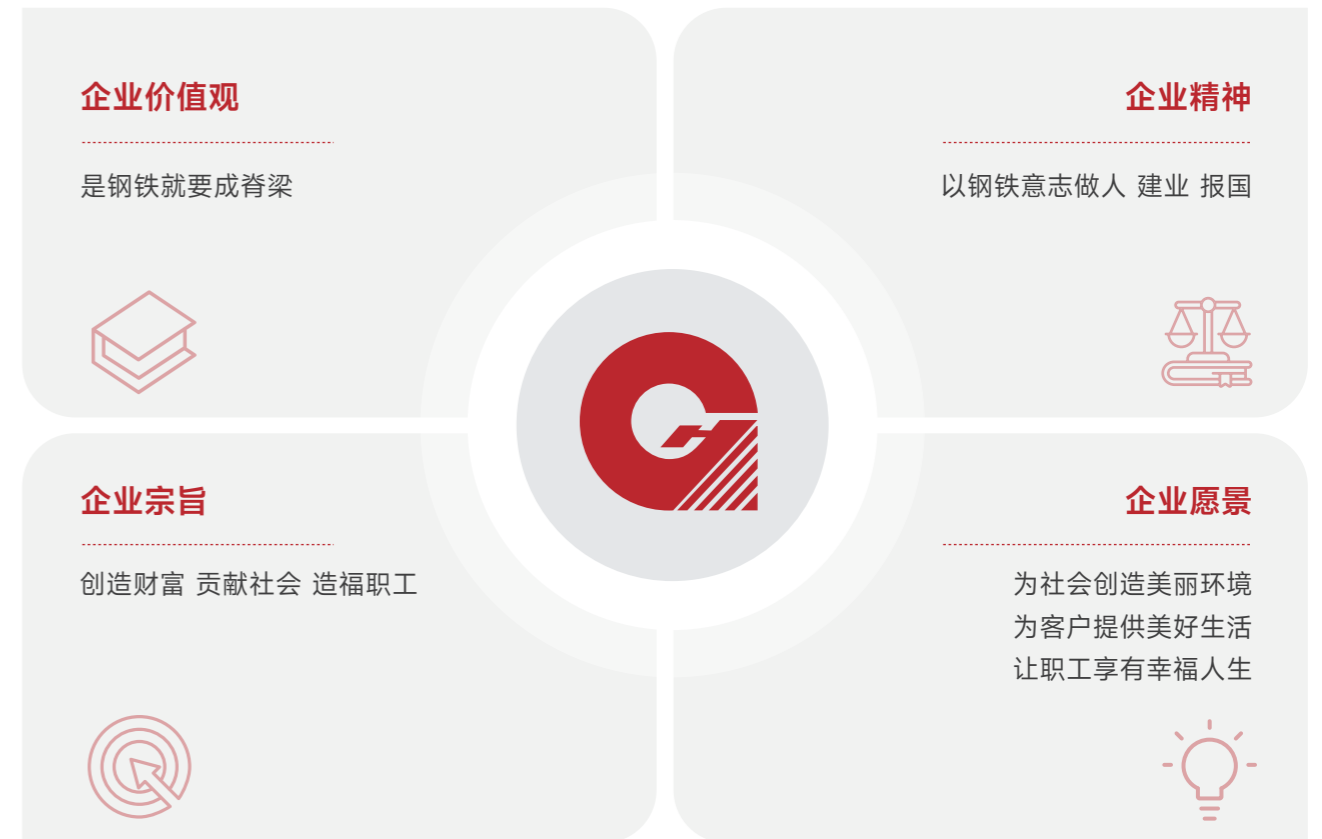 企业价值观
是钢铁就要成脊梁
企业精神
以钢铁意志做人 建业 报国
企业宗旨
创造财富 贡献社会 造福职工
企业愿景
为社会创造美丽环境
为客户提供美好生活
让职工享有幸福人生